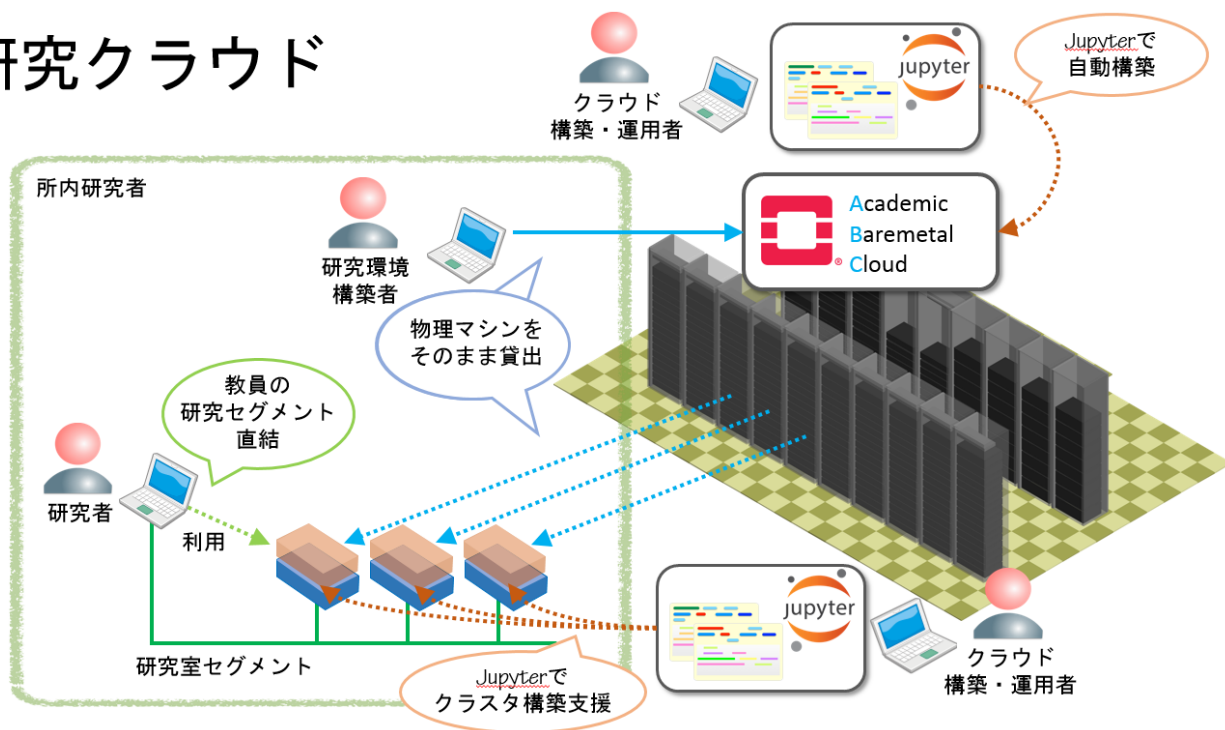 研究クラウド
クラウド
構築・運用者
jupyter
Jupyterで
自動構築
所内研究者
研究環境
構築者
Academic
Baremetal
Cloud
®
物理マシンを
そのまま貸出
教員の
研究セグメント
直結
研究者
利用
jupyter
クラウド
構築・運用者
研究室セグメント
Jupyterで
クラスタ構築支援